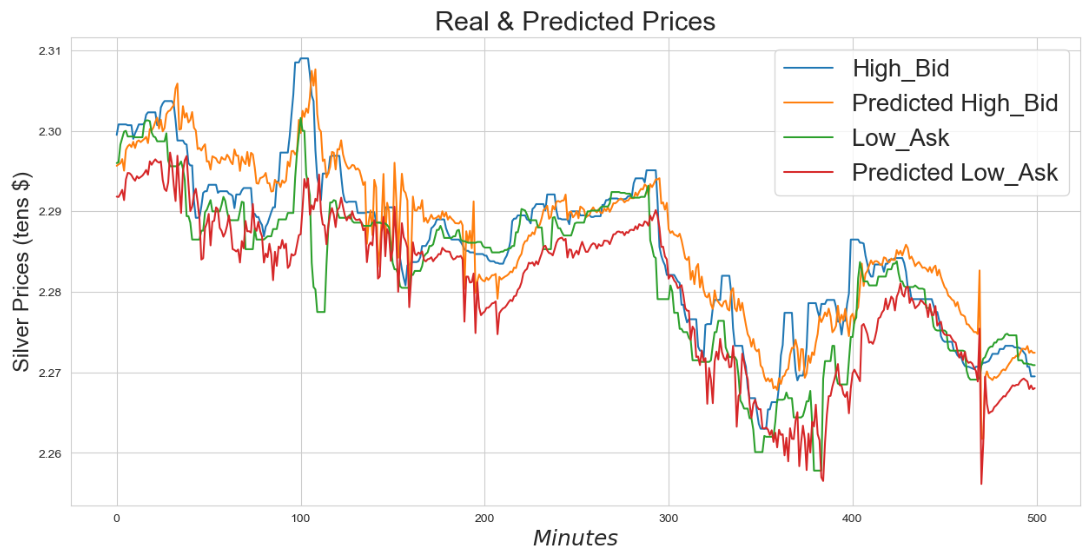 Real & Predicted Prices
High_Bid
Predicted High_Bid
Low_Ask
Predicted Low_Ask
Silver Prices (tens $)
2.31
2.30
2.29
2.28
2.27
2.26
0
100
200
300
400
500
Minutes